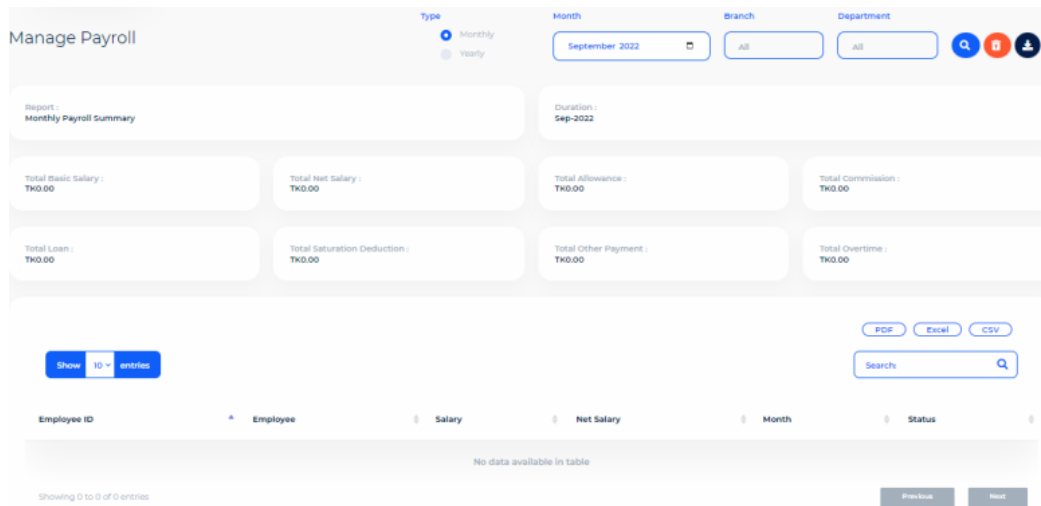 Manage Payroll
Type
Monthly
Yearly
Month
September 2022
Branch
All
Department
All
Report :
Monthly Payroll Summary
Duration :
Sep-2022
Total Basic Salary :
TK0.00
Total Net Salary :
TK0.00
Total Allowance :
TK0.00
Total Commission :
TK0.00
Total Loan :
TK0.00
Total Saturation Deduction :
TK0.00
Total Other Payment :
TK0.00
Total Overtime :
TK0.00
PDF Excel CSV
Show 10 entries
Search:
Employee ID Employee Salary Net Salary Month Status
No data available in table
Showing 0 to 0 of 0 entries
Previous Next